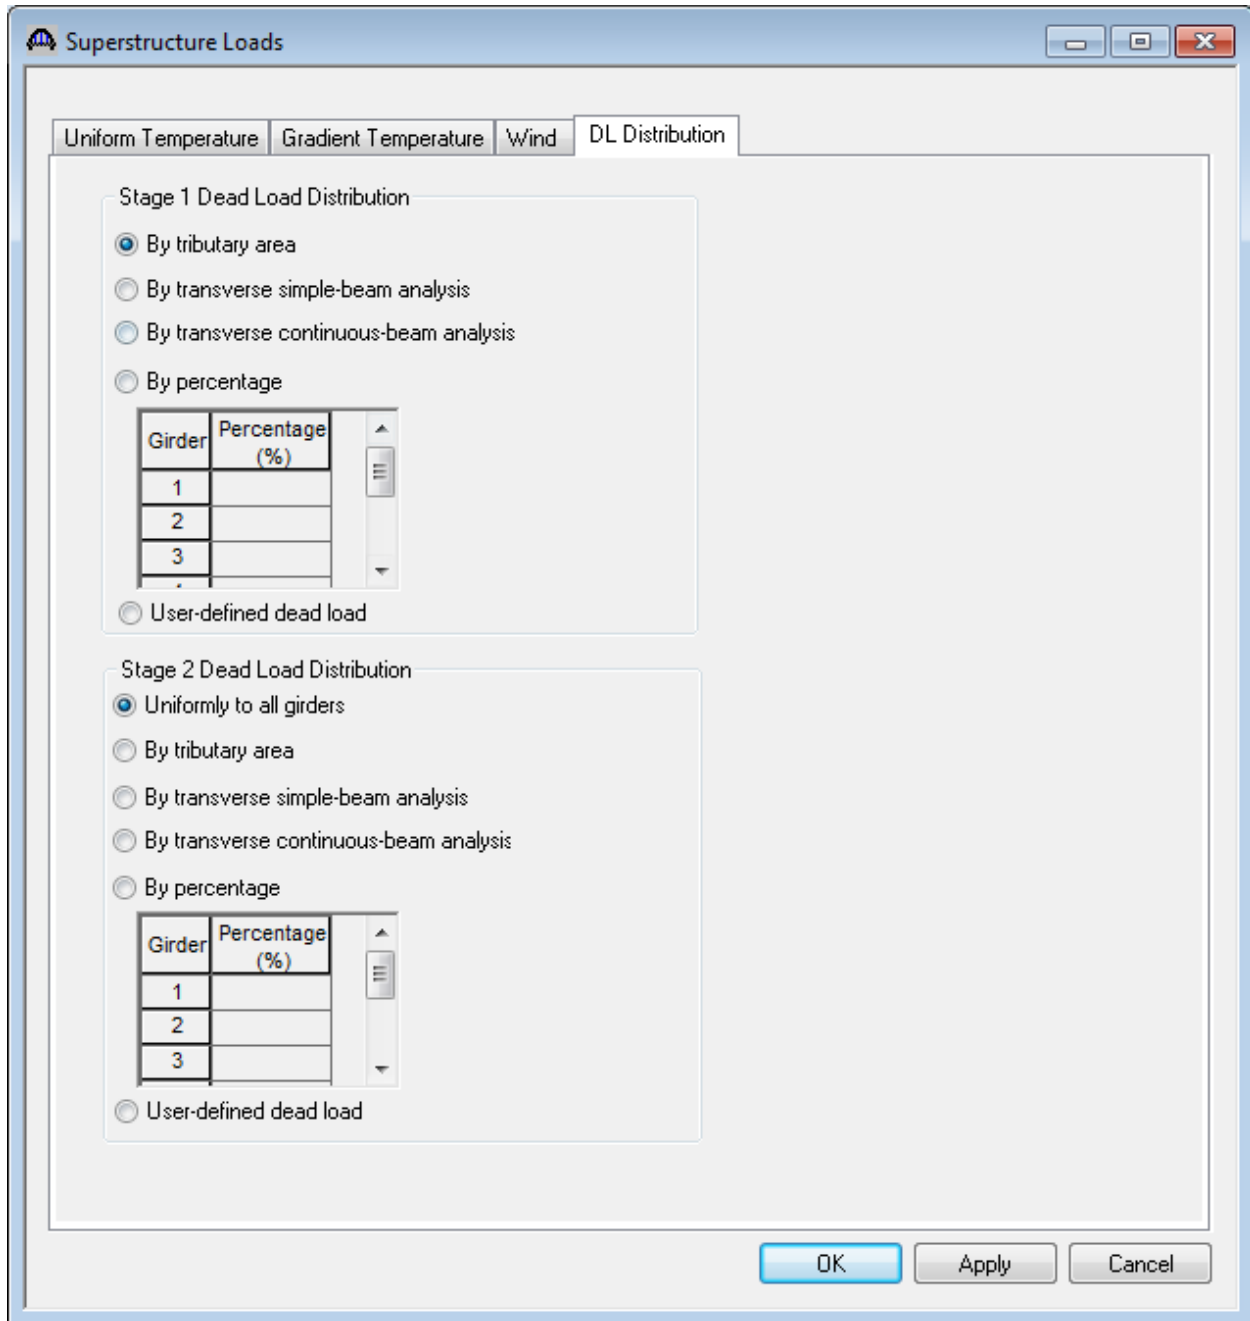 Superstructure Loads
Uniform Temperature Gradient Temperature Wind DL Distribution
Stage 1 Dead Load Distribution
By tributary area
By transverse simple-beam analysis
By transverse continuous-beam analysis
By percentage
Girder Percentage (%)
1
2
3
User-defined dead load
Stage 2 Dead Load Distribution
Uniformly to all girders
By tributary area
By transverse simple-beam analysis
By transverse continuous-beam analysis
By percentage
Girder Percentage (%)
1
2
3
User-defined dead load
OK Apply Cancel